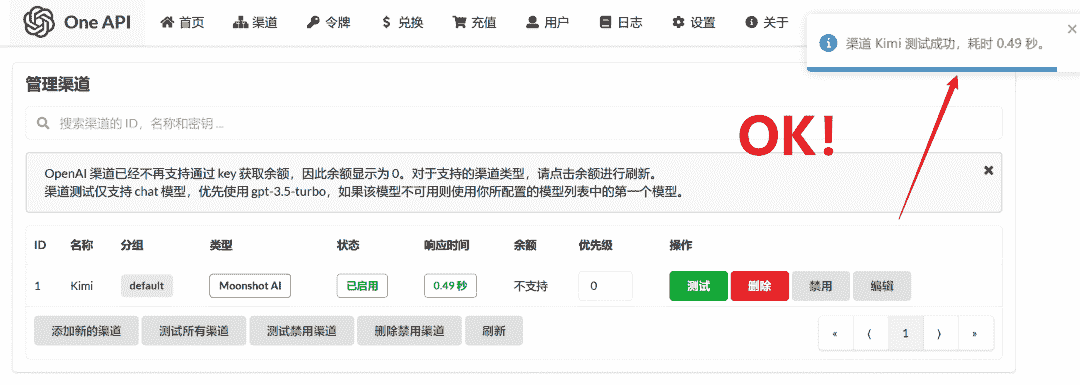 One API 首页 渠道 令牌 兑换 充值 用户 日志 设置 关于
渠道 Kimi 测试成功，耗时 0.49 秒。
管理渠道
搜索渠道的 ID，名称和密钥 ...
OK!
OpenAI 渠道已经不再支持通过 key 获取余额，因此余额显示为 0。对于支持的渠道类型，请点击余额进行刷新。
渠道测试仅支持 chat 模型，优先使用 gpt-3.5-turbo，如果该模型不可用则使用你所配置的模型列表中的第一个模型。
ID 名称 分组 类型 状态 响应时间 余额 优先级 操作
1 Kimi default Moonshot AI 已启用 0.49 秒 不支持 0 测试 删除 禁用 编辑
添加新的渠道 测试所有渠道 测试禁用渠道 删除禁用渠道 刷新 « ⟨ 1 ⟩ »